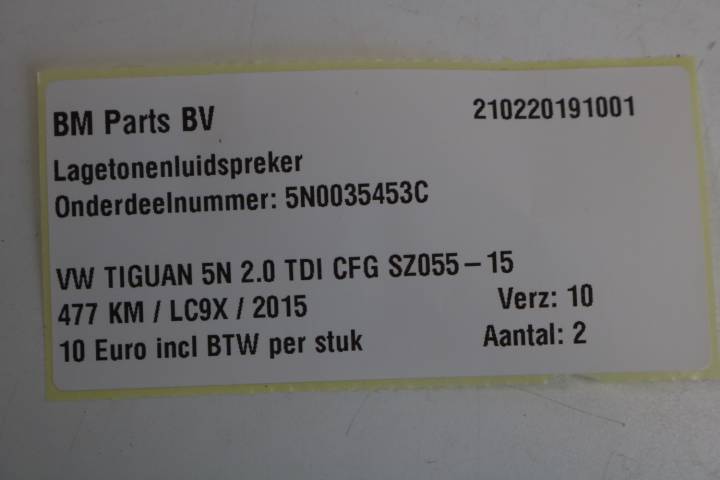 BM Parts BV 210220191001
Lagetonenluidspreker
Onderdeelnummer: 5N0035453C
VW TIGUAN 5N 2.0 TDI CFG SZ055-15
477 KM / LC9X / 2015 Verz: 10
10 Euro incl BTW per stuk Aantal: 2